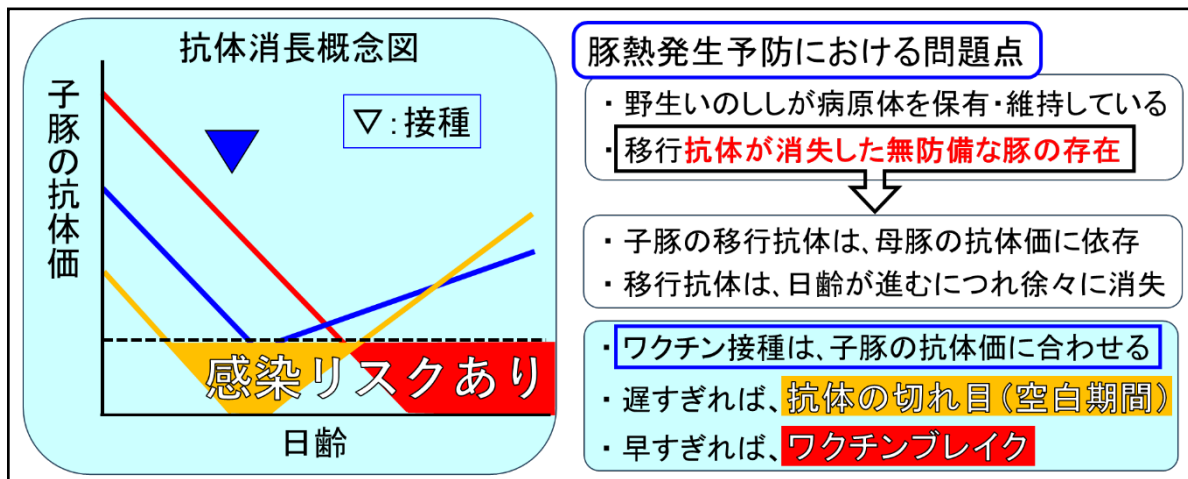 抗体消長概念図
子豚の抗体価
▽:接種
感染リスクあり
日齢
豚熱発生予防における問題点
・野生いのししが病原体を保有・維持している
・移行抗体が消失した無防備な豚の存在
・子豚の移行抗体は、母豚の抗体価に依存
・移行抗体は、日齢が進むにつれ徐々に消失
・ワクチン接種は、子豚の抗体価に合わせる
・遅すぎれば、抗体の切れ目(空白期間)
・早すぎれば、ワクチンブレイク